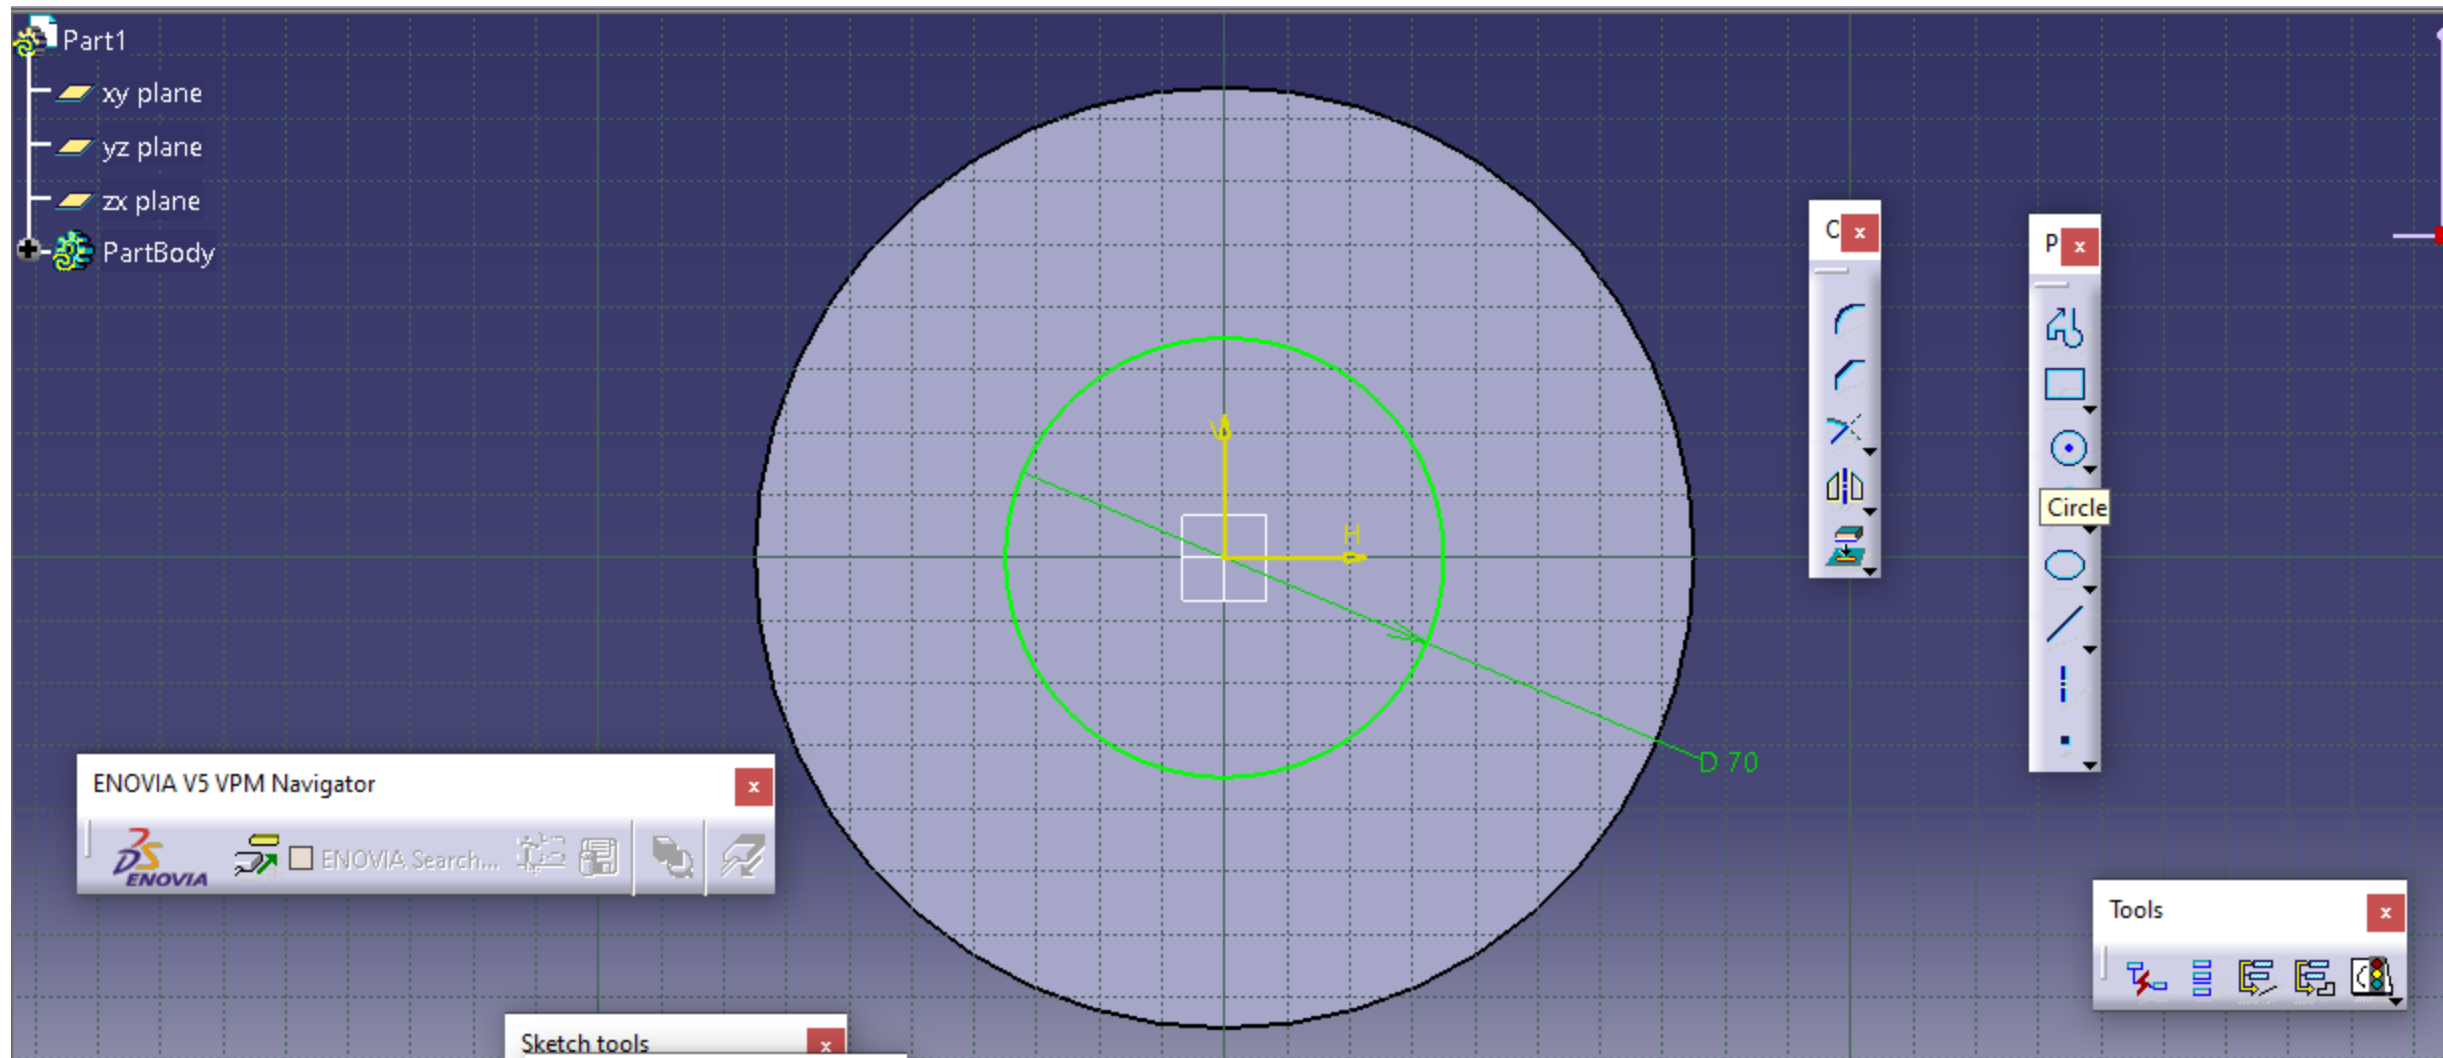 Part1
xy plane
yz plane
zx plane
PartBody
C
P
Circle
V
H
D 70
ENOVIA V5 VPM Navigator
DS ENOVIA
ENOVIA Search...
Tools
Sketch tools